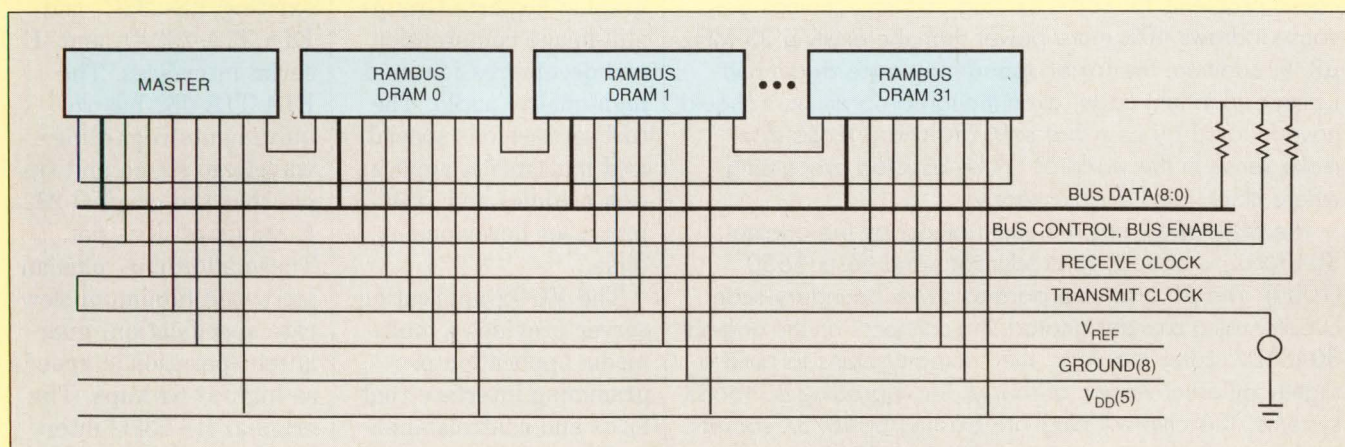 MASTER
RAMBUS
DRAM 0
RAMBUS
DRAM 1
•••
RAMBUS
DRAM 31
BUS DATA(8:0)
BUS CONTROL, BUS ENABLE
RECEIVE CLOCK
TRANSMIT CLOCK
VREF
GROUND(8)
VDD(5)